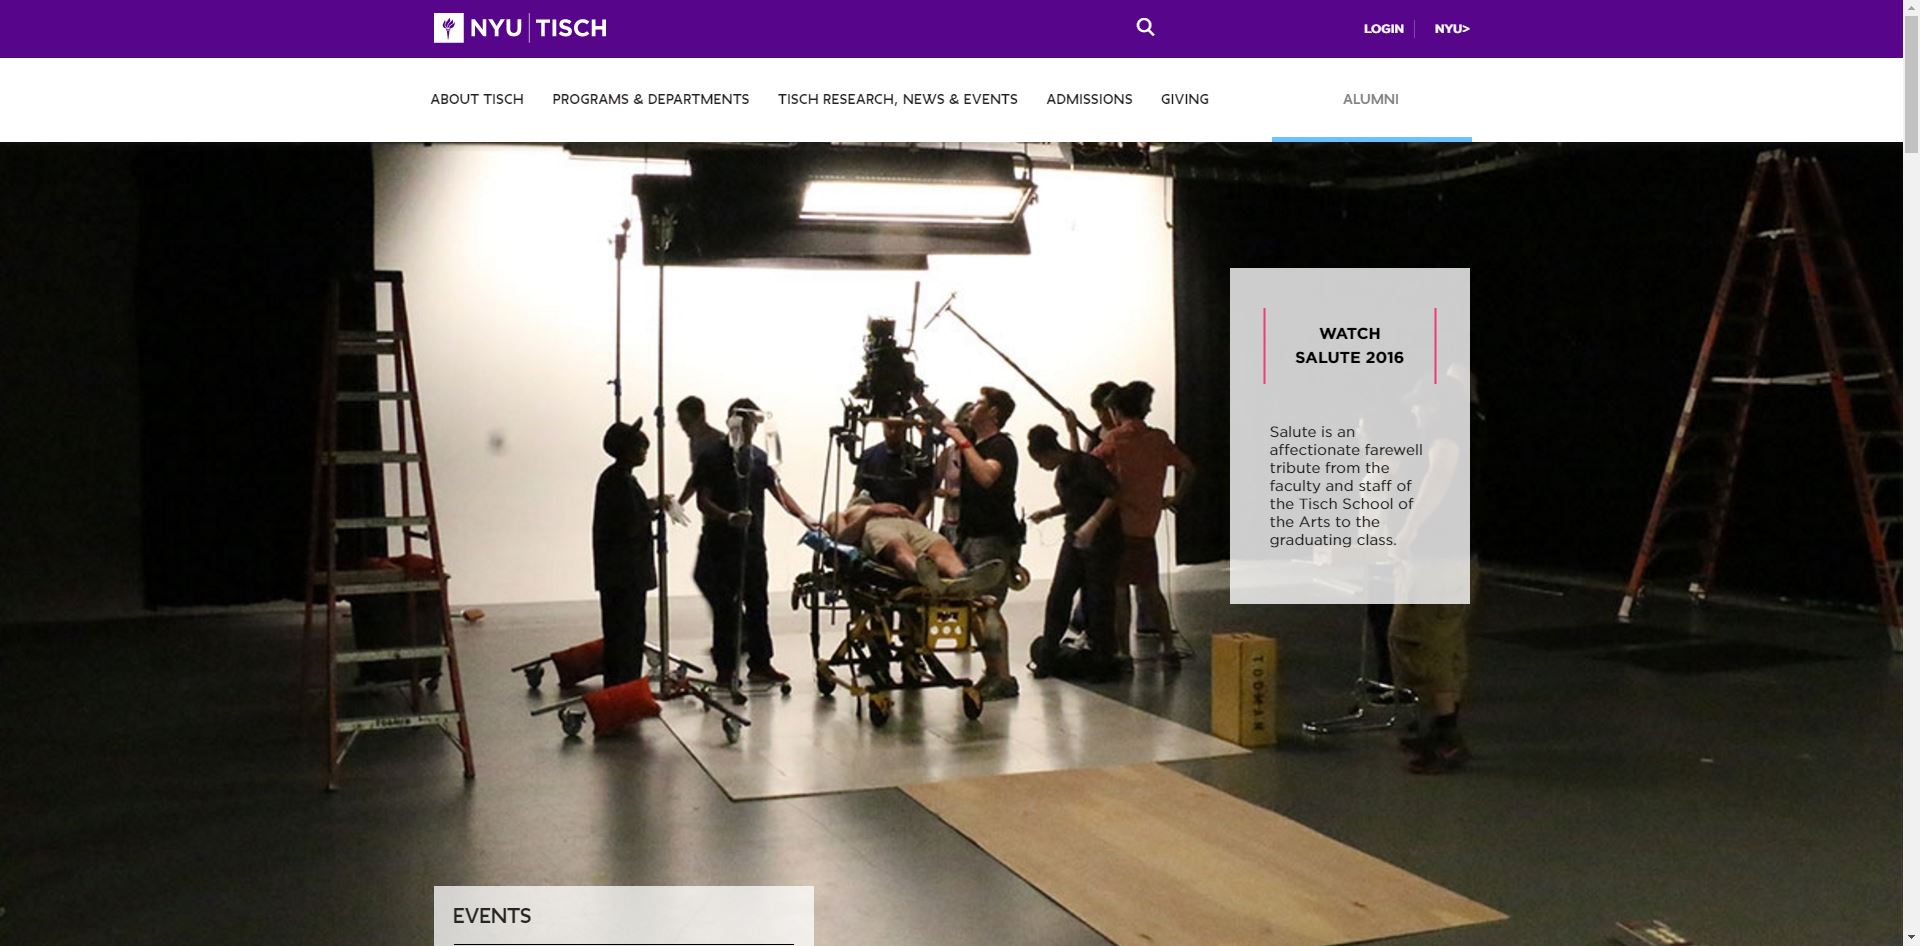 NYU | TISCH
LOGIN
NYU>
ABOUT TISCH
PROGRAMS & DEPARTMENTS
TISCH RESEARCH, NEWS & EVENTS
ADMISSIONS
GIVING
ALUMNI
WATCH
SALUTE 2016
Salute is an
affectionate farewell
tribute from the
faculty and staff of
the Tisch School of
the Arts to the
graduating class.
EVENTS